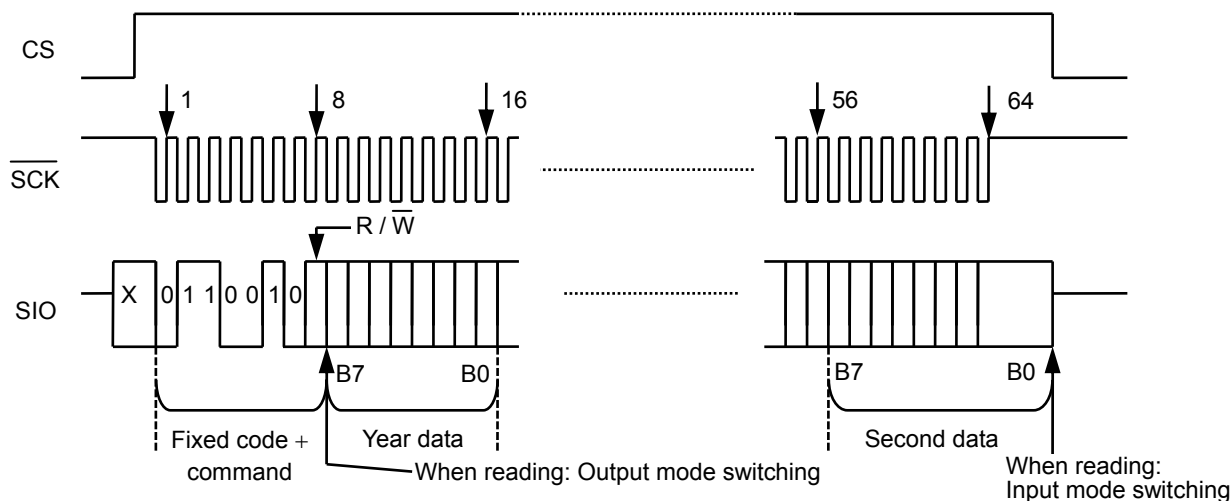 CS
1 8 16 56 64
SCK
R / W
SIO
X 0 1 1 0 0 1 0
B7 B0 B7 B0
Fixed code +
command
Year data
Second data
When reading: Output mode switching
When reading:
Input mode switching